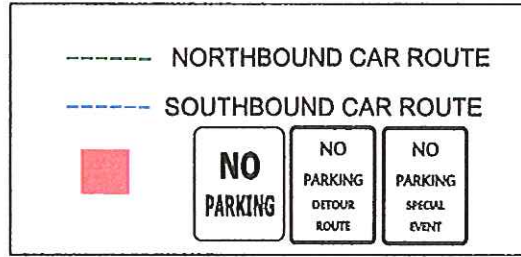 NORTHBOUND CAR ROUTE
SOUTHBOUND CAR ROUTE
NO
PARKING
NO
PARKING
DETOUR
ROUTE
NO
PARKING
SPECIAL
EVENT